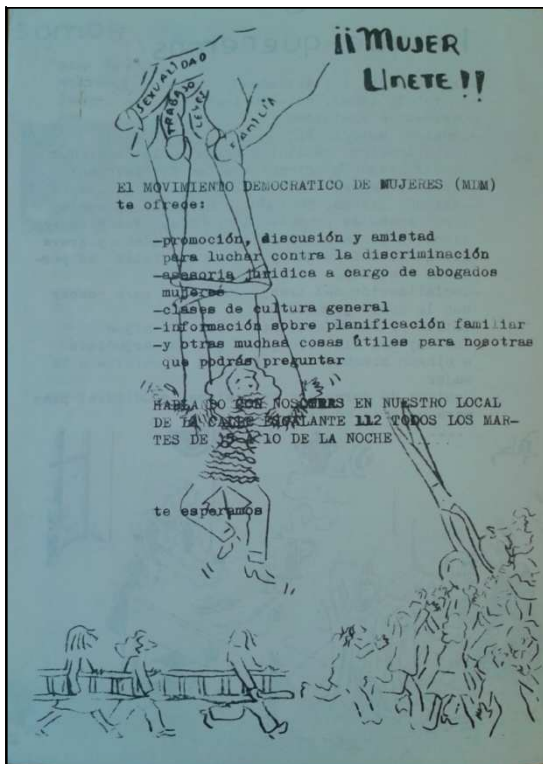 ¡¡MUJER
UNETE!!
SEXUALIDAD
TRABAJO
LEYES
FAMILIA
El MOVIMIENTO DEMOCRATICO DE MUJERES (MDM)
te ofrece:
-promoción, discusión y amistad
para luchar contra la discriminación
-asesoria juridica a cargo de abogados
mujeres
-clases de cultura general
-información sobre planificación familiar
-y otras muchas cosas útiles para nosotras
que podrás preguntar
HABLANDO CON NOSOTRAS EN NUESTRO LOCAL
DE LA CALLE ESCALANTE 112 TODOS LOS MAR-
TES DE A 10 DE LA NOCHE
te esperamos